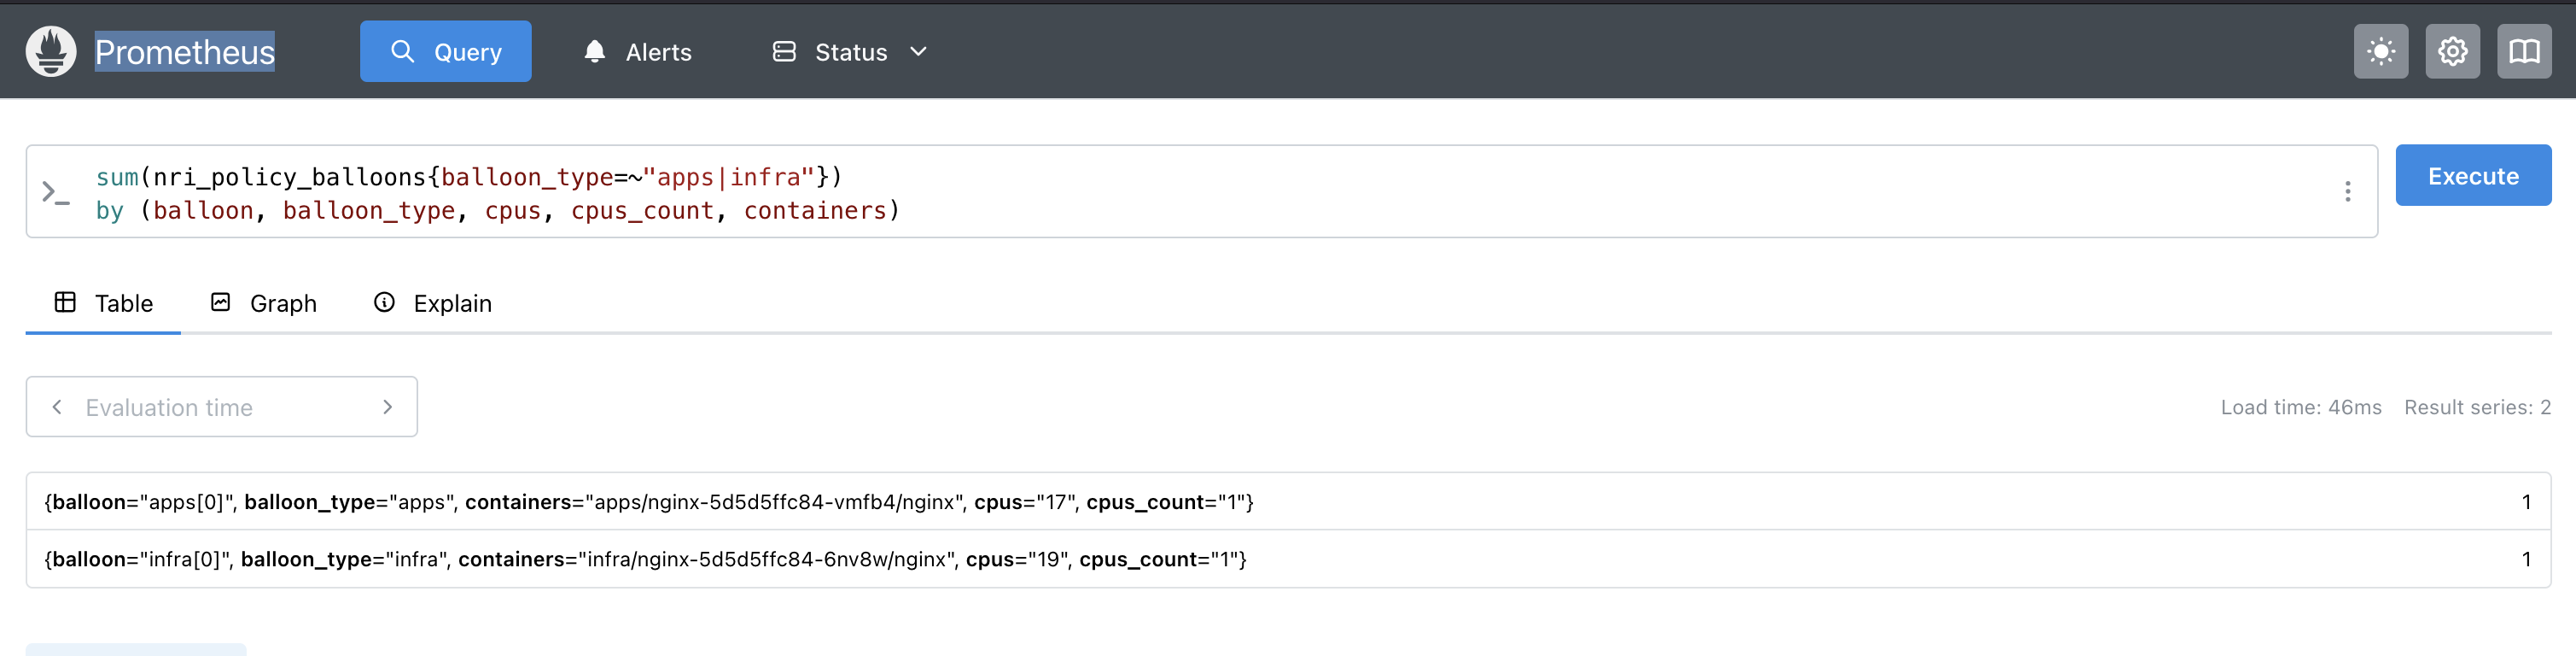 Prometheus Query Alerts Status
sum(nri_policy_balloons{balloon_type=~"apps|infra"})
by (balloon, balloon_type, cpus, cpus_count, containers)
Execute
Table Graph Explain
Evaluation time
Load time: 46ms Result series: 2
{balloon="apps[0]", balloon_type="apps", containers="apps/nginx-5d5d5ffc84-vmfb4/nginx", cpus="17", cpus_count="1"} 1
{balloon="infra[0]", balloon_type="infra", containers="infra/nginx-5d5d5ffc84-6nv8w/nginx", cpus="19", cpus_count="1"} 1